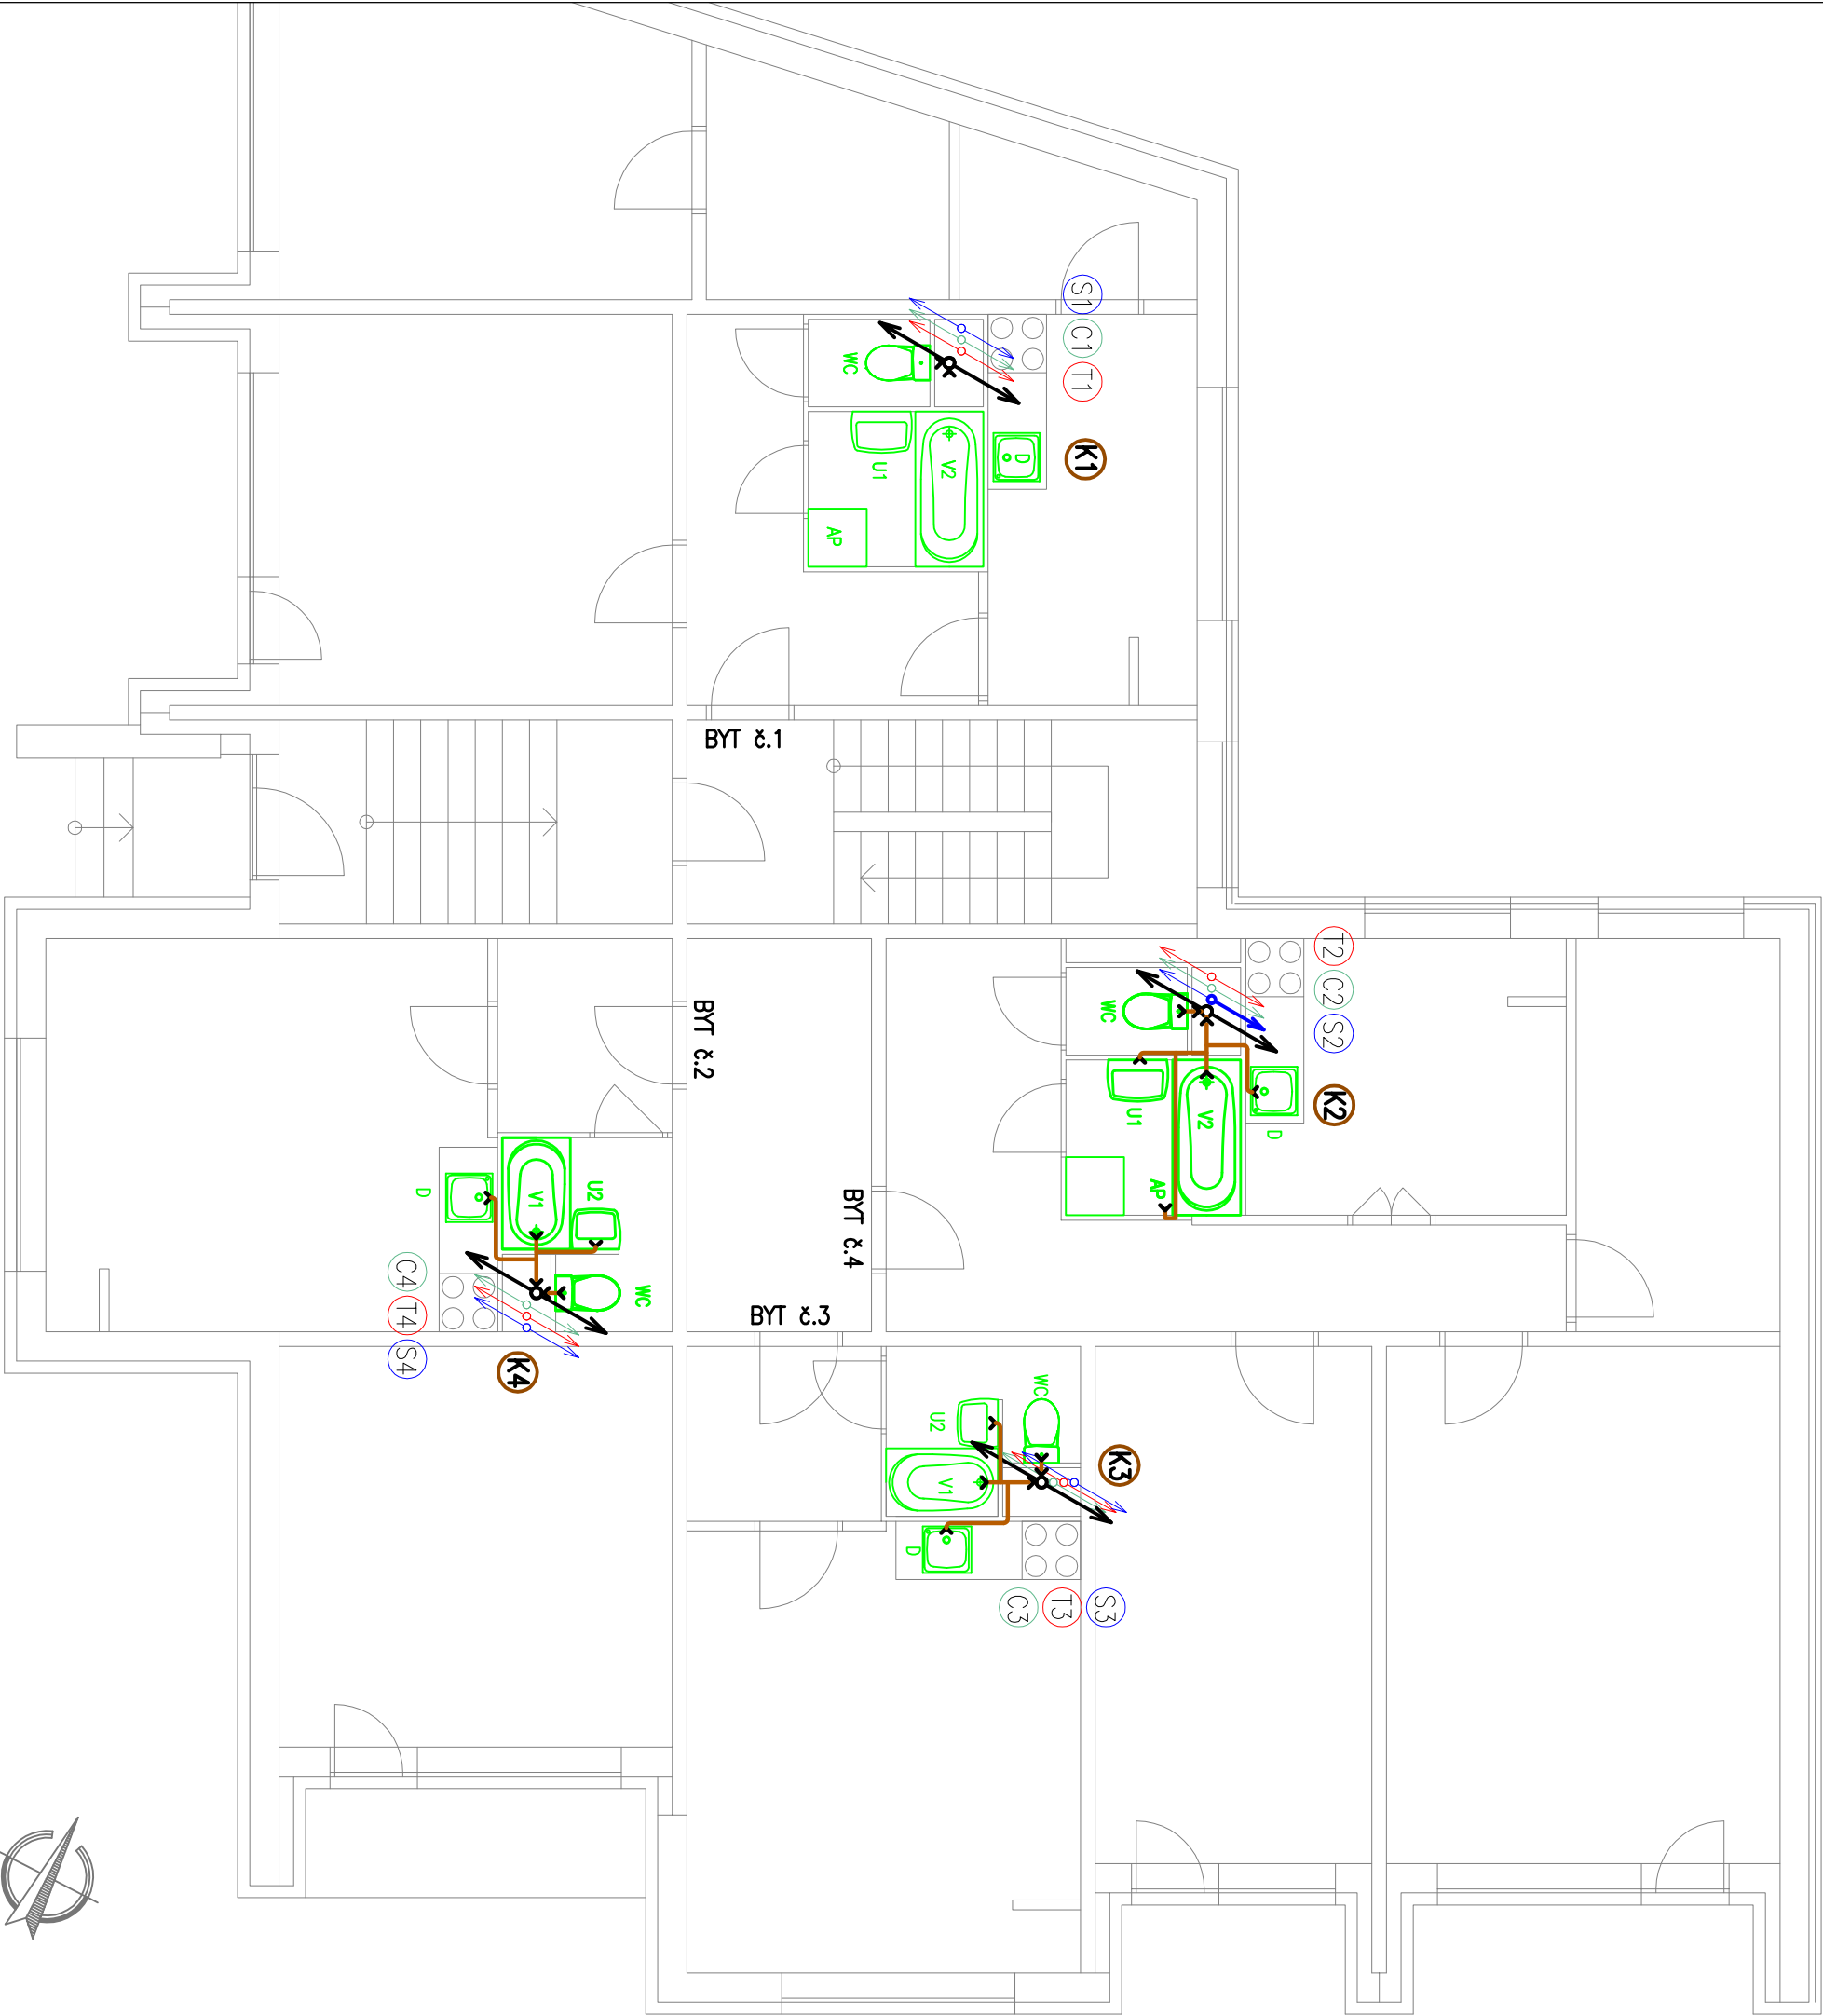 S1
C1
T1
K1
WC
U1
V2
D
AP
BYT č.1
T2
C2
S2
K2
WC
U1
V2
D
AP
BYT č.2
BYT č.4
BYT č.3
D
V1
U2
WC
C4
T4
S4
K4
WC
U2
V1
D
K3
C3
T3
S3